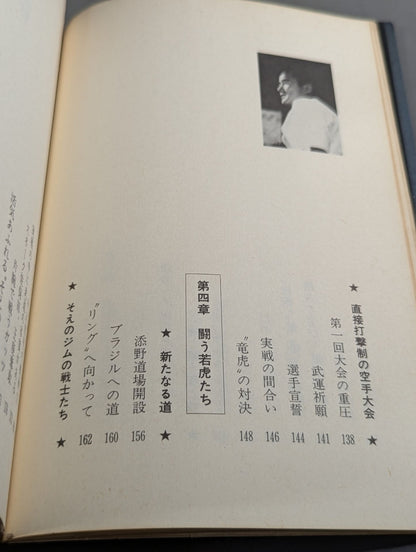 ★ 直接打撃制の空手大会 ★
第一回大会の重圧 138
武運祈願 141
選手宣誓 144
実戦の間合い 146
“竜虎”の対決 148
第四章 闘う若虎たち
★ 新たなる道 ★
添野道場開設 156
ブラジルへの道 160
“リング”へ向かって 162
★ そえのジムの戦士たち ★